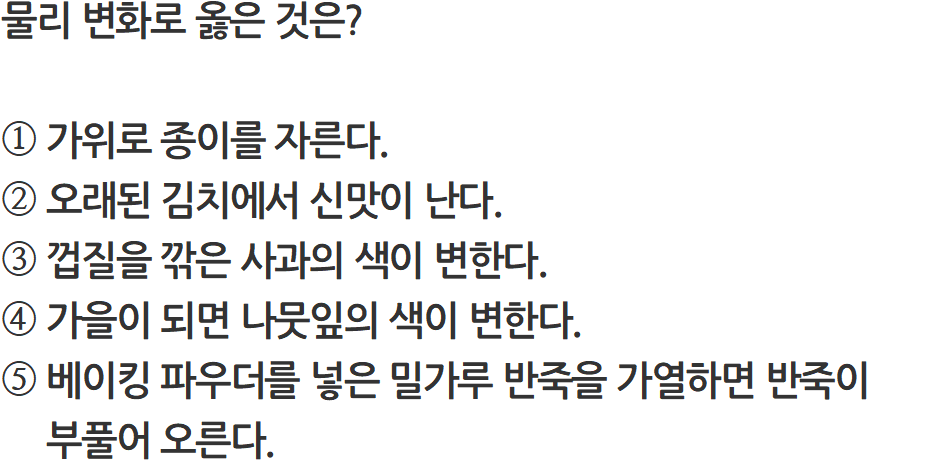 물리 변화로 옳은 것은?
① 가위로 종이를 자른다.
② 오래된 김치에서 신맛이 난다.
③ 껍질을 깎은 사과의 색이 변한다.
④ 가을이 되면 나뭇잎의 색이 변한다.
⑤ 베이킹 파우더를 넣은 밀가루 반죽을 가열하면 반죽이
부풀어 오른다.